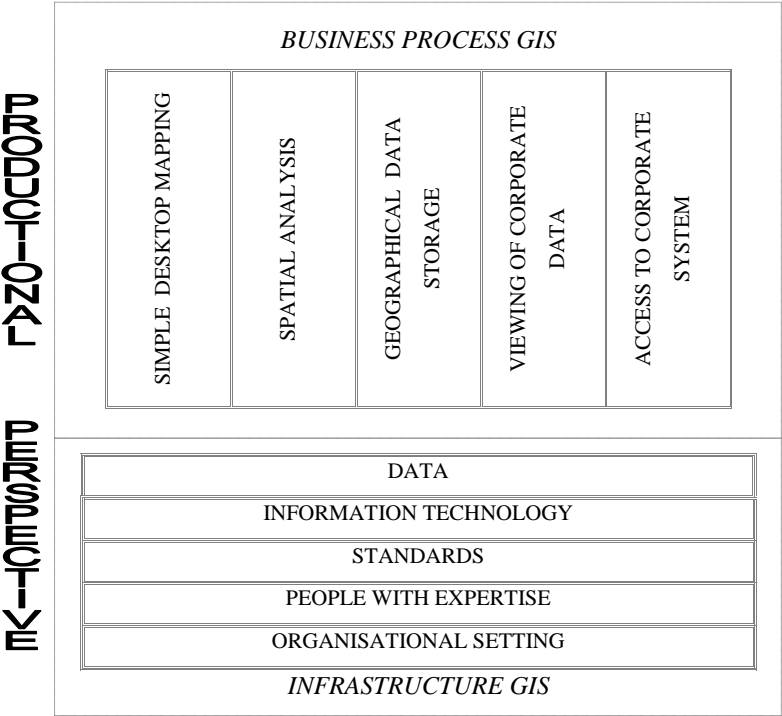 PRODUCTIONAL PERSPECTIVE
BUSINESS PROCESS GIS
SIMPLE DESKTOP MAPPING
SPATIAL ANALYSIS
GEOGRAPHICAL DATA
STORAGE
VIEWING OF CORPORATE
DATA
ACCESS TO CORPORATE
SYSTEM
DATA
INFORMATION TECHNOLOGY
STANDARDS
PEOPLE WITH EXPERTISE
ORGANISATIONAL SETTING
INFRASTRUCTURE GIS